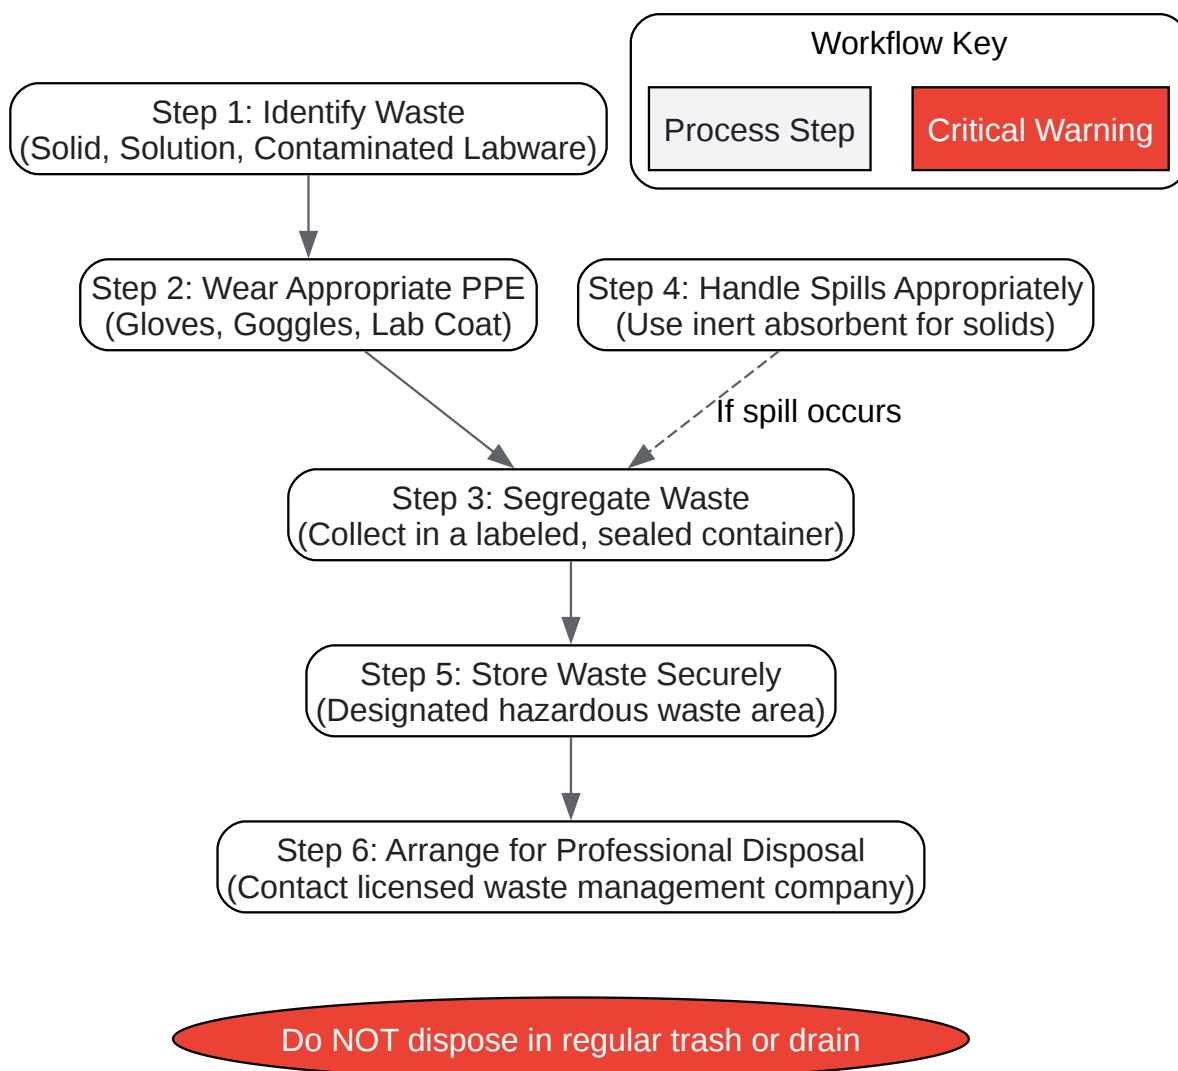 Workflow Key
Process Step
Critical Warning
Step 1: Identify Waste
(Solid, Solution, Contaminated Labware)
Step 2: Wear Appropriate PPE
(Gloves, Goggles, Lab Coat)
Step 4: Handle Spills Appropriately
(Use inert absorbent for solids)
If spill occurs
Step 3: Segregate Waste
(Collect in a labeled, sealed container)
Step 5: Store Waste Securely
(Designated hazardous waste area)
Step 6: Arrange for Professional Disposal
(Contact licensed waste management company)
Do NOT dispose in regular trash or drain